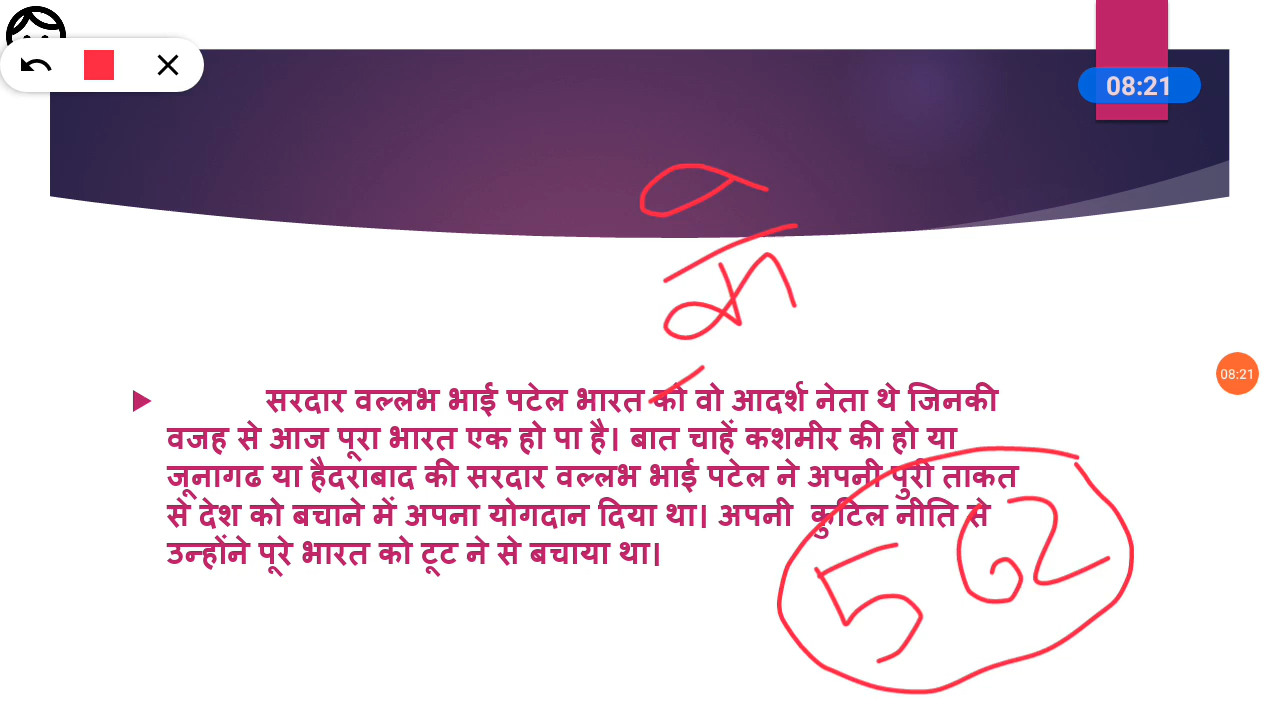 08:21
सरदार वल्लभ भाई पटेल भारत को वो आदर्श नेता थे जिनकी
वजह से आज पूरा भारत एक हो पा है। बात चाहें कशमीर की हो या
जूनागढ या हैदराबाद की सरदार वल्लभ भाई पटेल ने अपनी पुरी ताकत
से देश को बचाने में अपना योगदान दिया था। अपनी कुटिल नीति से
उन्होंने पूरे भारत को टूट ने से बचाया था।
562
08:21